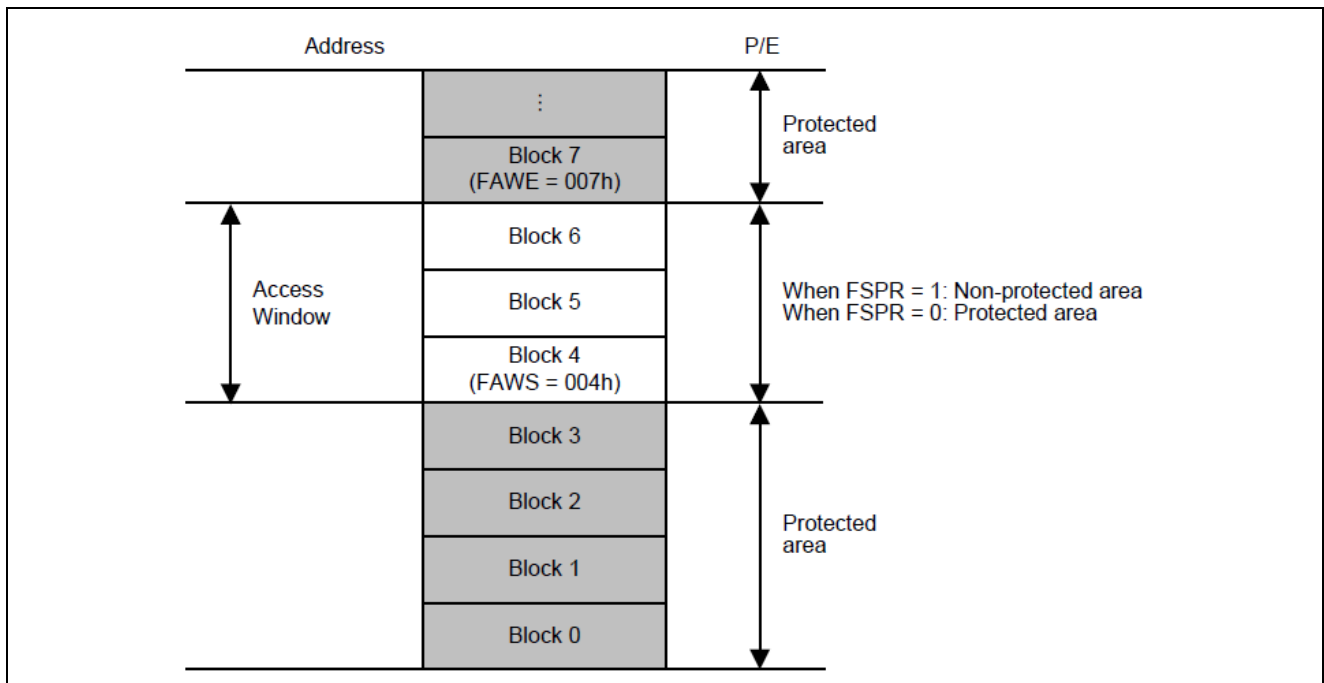 Address
P/E
⋮
Protected
area
Block 7
(FAWE = 007h)
Block 6
Access
Window
Block 5
When FSPR = 1: Non-protected area
When FSPR = 0: Protected area
Block 4
(FAWS = 004h)
Block 3
Block 2
Protected
area
Block 1
Block 0